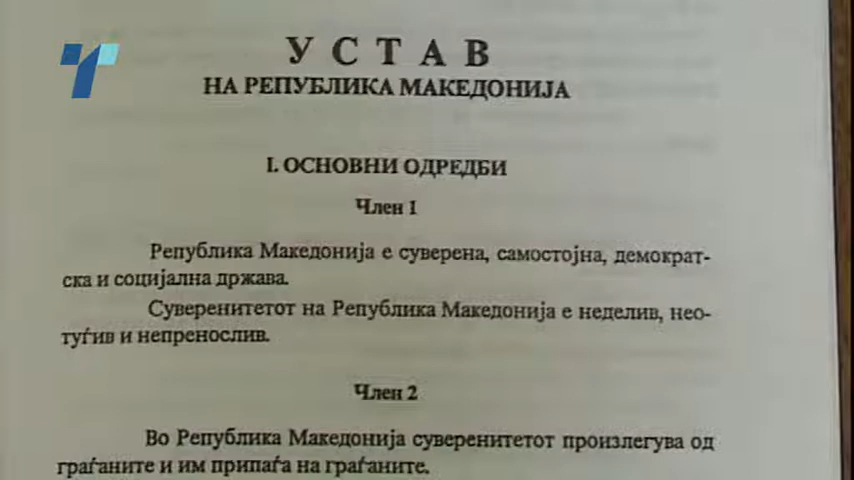 УСТАВ
НА РЕПУБЛИКА МАКЕДОНИЈА
I. ОСНОВНИ ОДРЕДБИ
Член 1
Република Македонија е суверена, самостојна, демократ-
ска и социјална држава.
Суверенитетот на Република Македонија е неделив, нео-
туѓив и непренослив.
Член 2
Во Република Македонија суверенитетот произлегува од
граѓаните и им припаѓа на граѓаните.